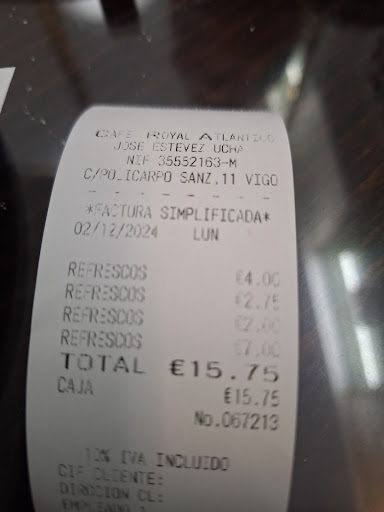 CAFE ROYAL ATLANTICO
JOSE ESTEVEZ UCHA
NIF 35552163-M
C/POLICARPO SANZ,11 VIGO
- - - - - - - -
*FACTURA SIMPLIFICADA*
02/12/2024 LUN
REFRESCOS €4.00
REFRESCOS €2.75
REFRESCOS €2.00
REFRESCOS €7.00
TOTAL €15.75
CAJA €15.75
No.067213
10% IVA INCLUIDO
CIF CLIENTE:
DIRCCION CL: